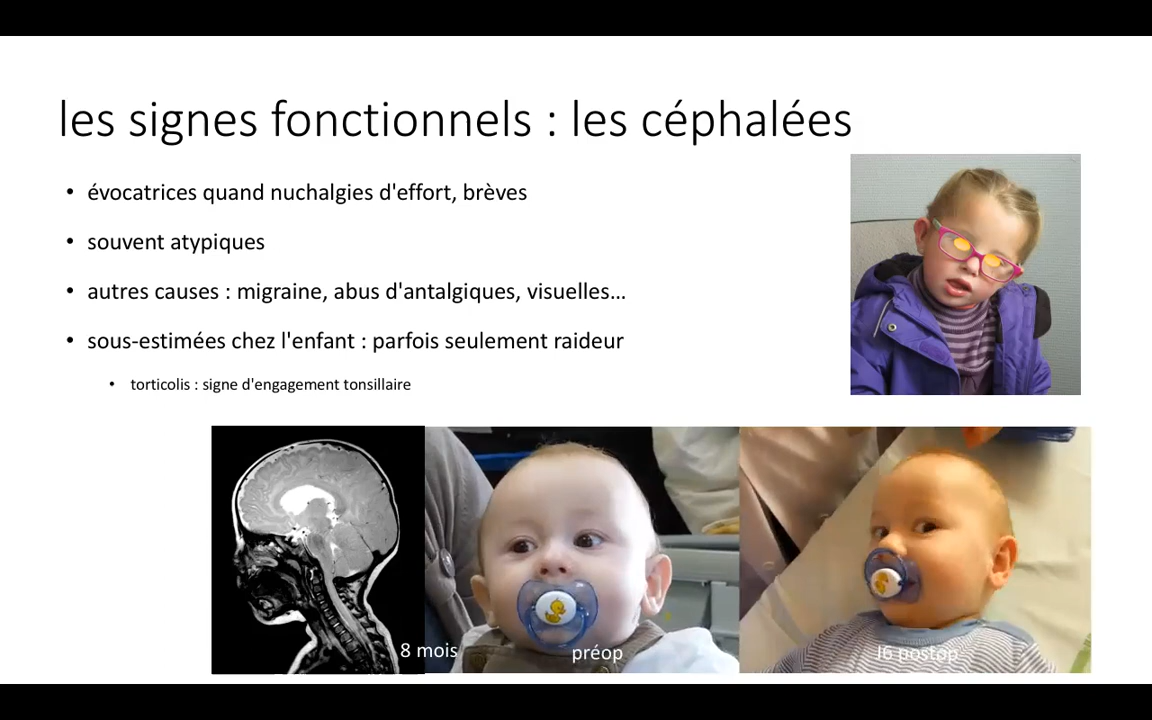 les signes fonctionnels : les céphalées
• évocatrices quand nuchalgies d'effort, brèves
• souvent atypiques
• autres causes : migraine, abus d'antalgiques, visuelles...
• sous-estimées chez l'enfant : parfois seulement raideur
• torticolis : signe d'engagement tonsillaire
8 mois
préop
J6 postop